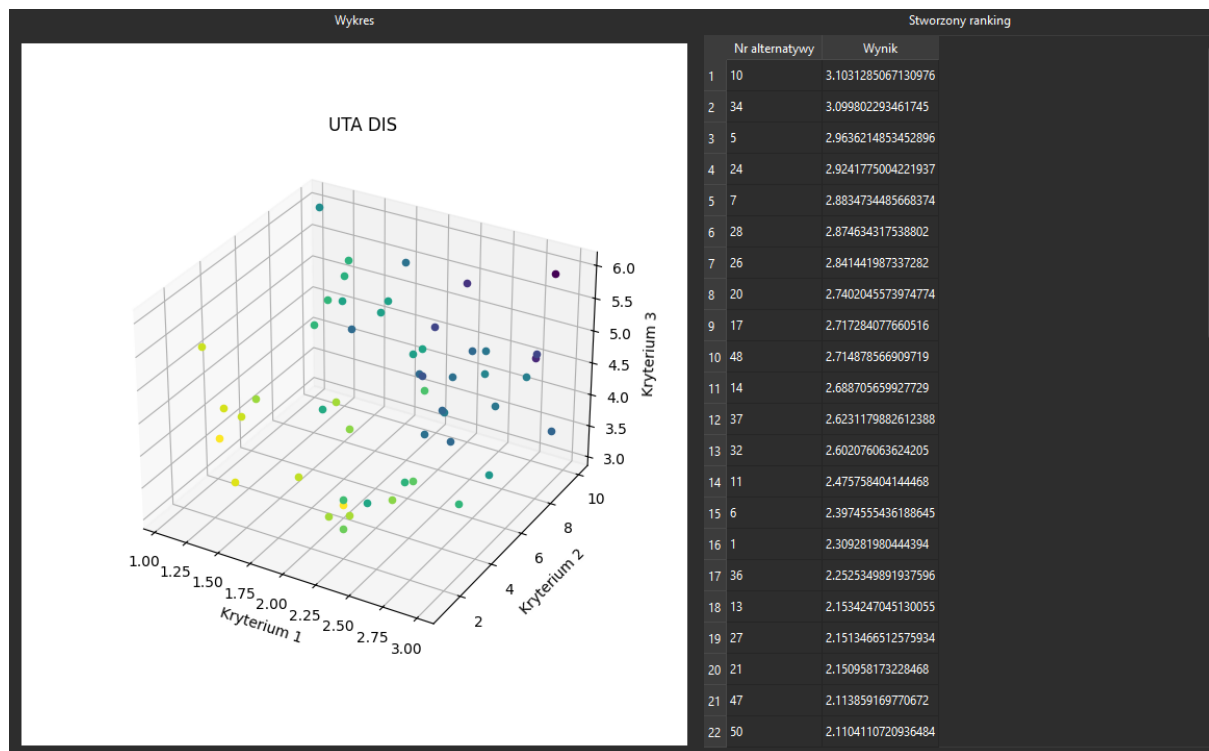 Wykres
Stworzony ranking
UTA DIS
6.0
5.5
5.0
4.5
4.0
3.5
3.0
Kryterium 3
10
8
6
4
2
Kryterium 2
1.00
1.25
1.50
1.75
2.00
2.25
2.50
2.75
3.00
Kryterium 1
Nr alternatywy Wynik
1 10 3.1031285067130976
2 34 3.099802293461745
3 5 2.9636214853452896
4 24 2.9241775004221937
5 7 2.8834734485668374
6 28 2.874634317538802
7 26 2.841441987337282
8 20 2.7402045573974774
9 17 2.717284077660516
10 48 2.714878566909719
11 14 2.688705659927729
12 37 2.6231179882612388
13 32 2.602076063624205
14 11 2.475758404144468
15 6 2.3974555436188645
16 1 2.309281980444394
17 36 2.2525349891937596
18 13 2.1534247045130055
19 27 2.1513466512575934
20 21 2.150958173228468
21 47 2.113859169770672
22 50 2.1104110720936484